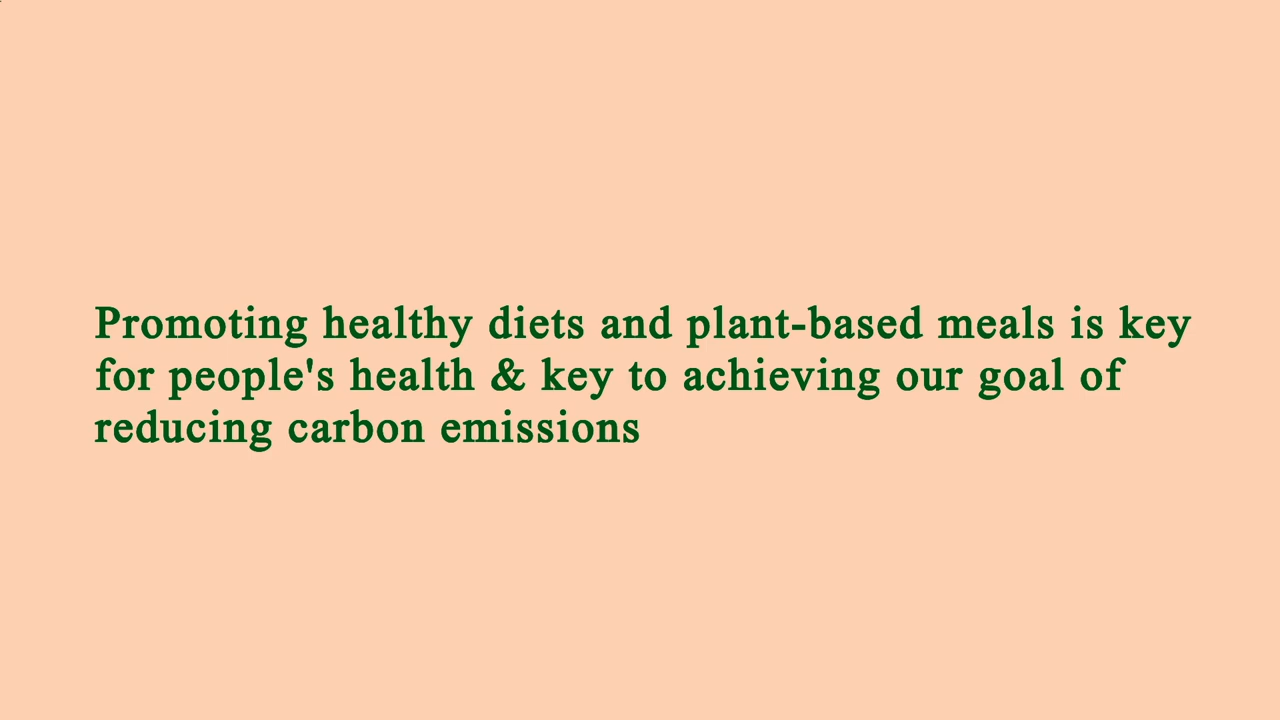 Promoting healthy diets and plant-based meals is key
for people's health & key to achieving our goal of
reducing carbon emissions